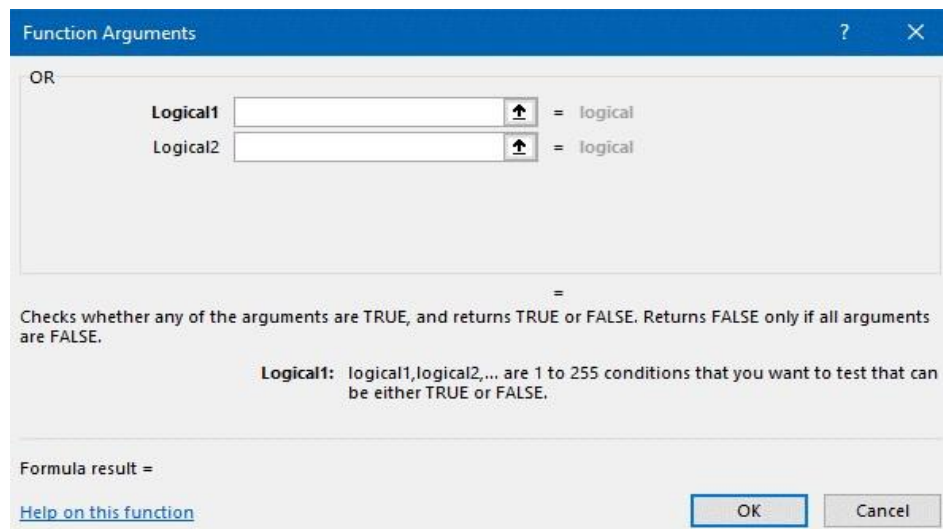 Function Arguments ? ×
OR
Logical1 = logical
Logical2 = logical
=
Checks whether any of the arguments are TRUE, and returns TRUE or FALSE. Returns FALSE only if all arguments
are FALSE.
Logical1: logical1,logical2,... are 1 to 255 conditions that you want to test that can
be either TRUE or FALSE.
Formula result =
Help on this function OK Cancel